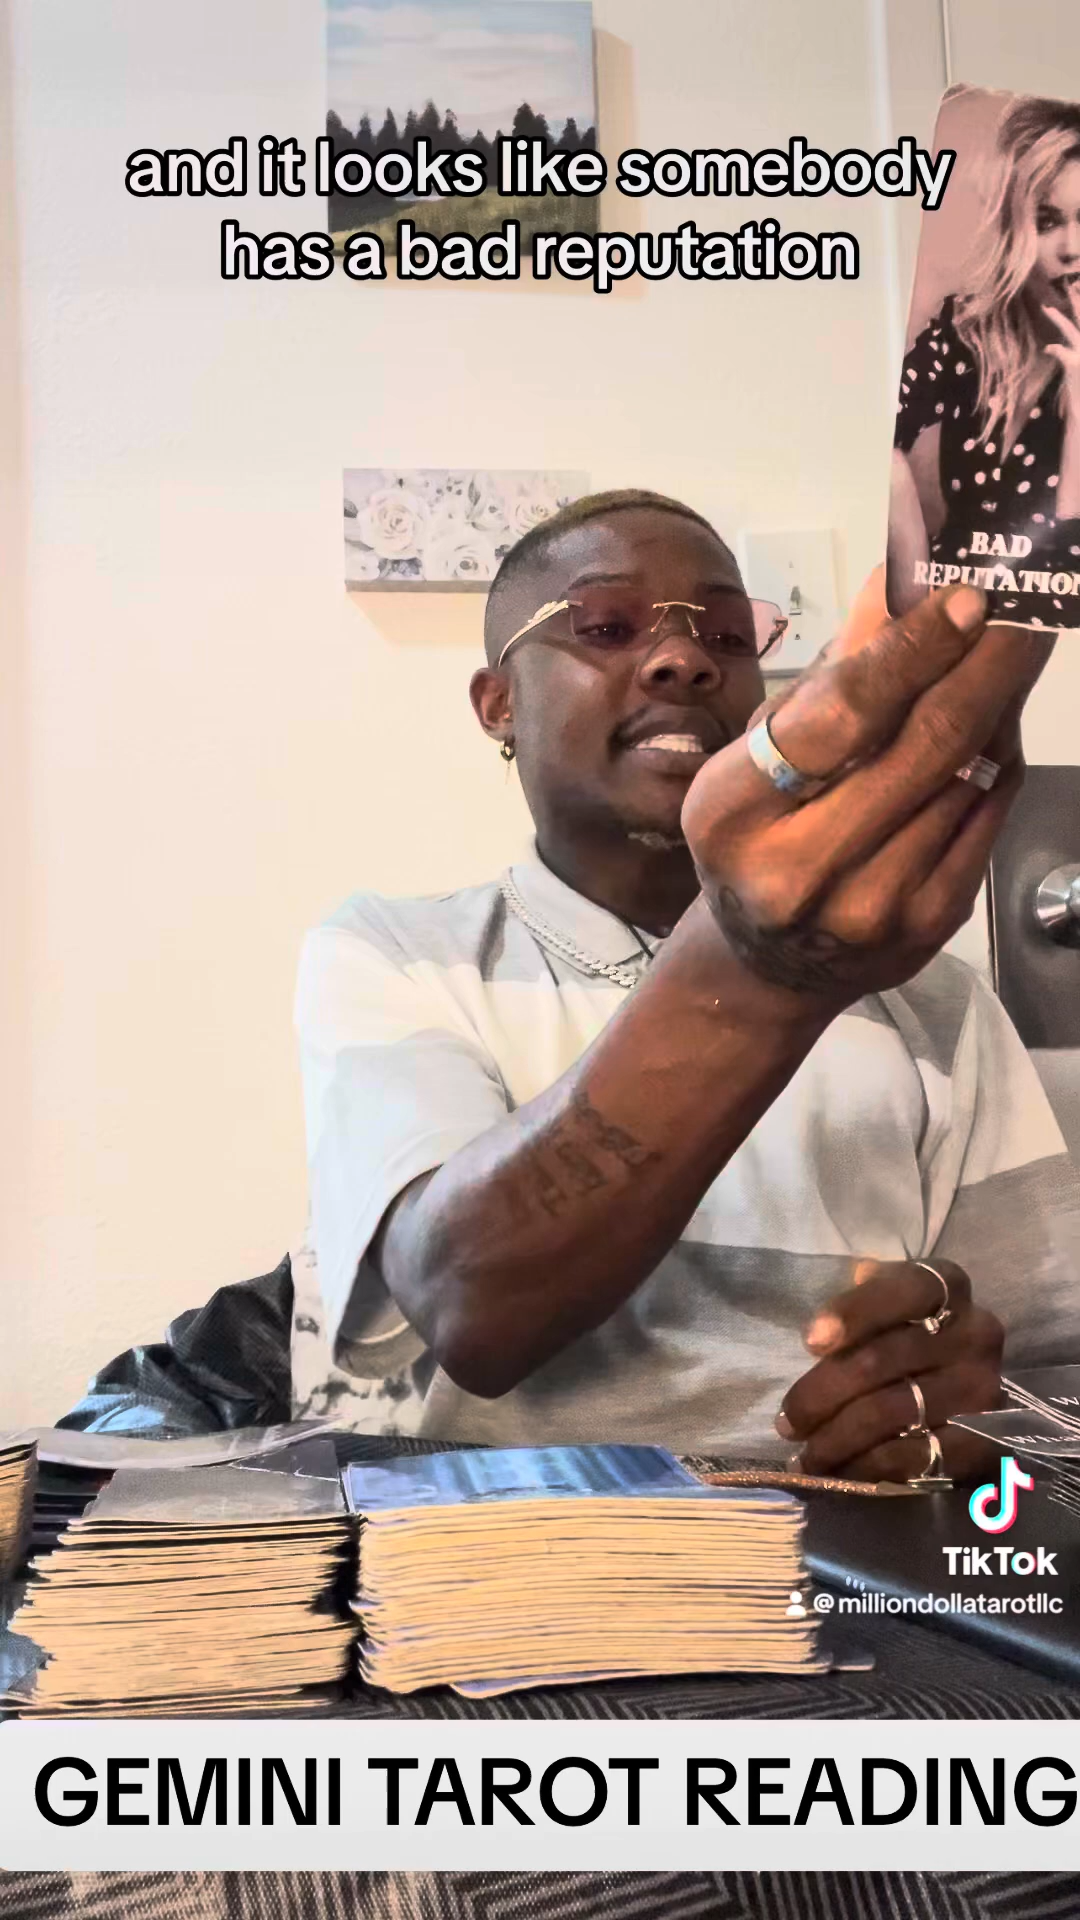 and it looks like somebody
has a bad reputation
BAD
REPUTATION
TikTok
@milliondollatarotllc
GEMINI TAROT READING